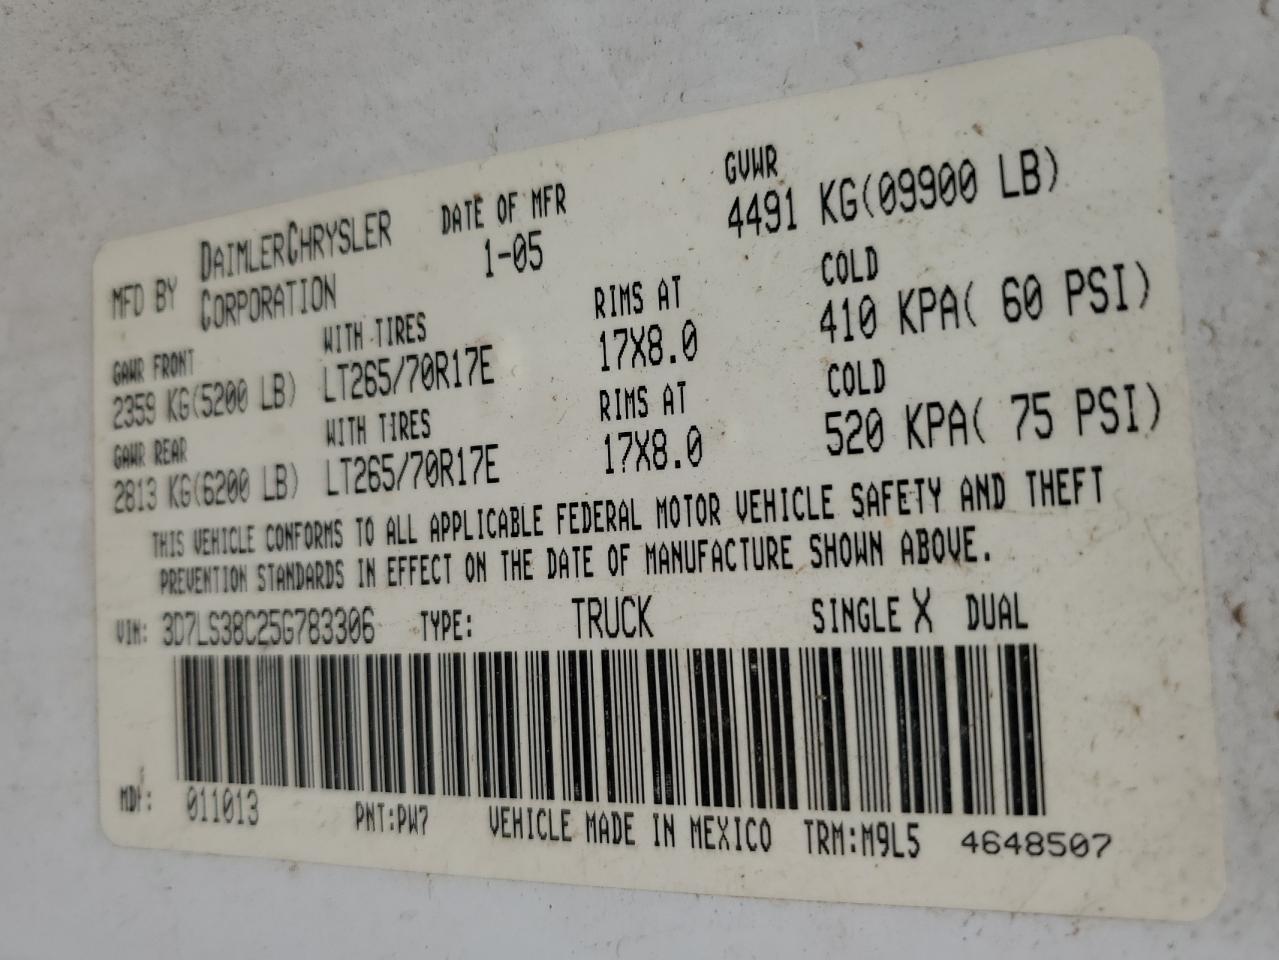 MFD BY DAIMLERCHRYSLER CORPORATION
DATE OF MFR 1-05
GVWR 4491 KG(09900 LB)
GAWR FRONT WITH TIRES RIMS AT COLD
2359 KG(5200 LB) LT265/70R17E 17X8.0 410 KPA( 60 PSI)
GAWR REAR WITH TIRES RIMS AT COLD
2813 KG(6200 LB) LT265/70R17E 17X8.0 520 KPA( 75 PSI)
THIS VEHICLE CONFORMS TO ALL APPLICABLE FEDERAL MOTOR VEHICLE SAFETY AND THEFT
PREVENTION STANDARDS IN EFFECT ON THE DATE OF MANUFACTURE SHOWN ABOVE.
VIN: 3D7LS38C25G783306 TYPE: TRUCK SINGLE X DUAL
MDH: 011013 PNT:PW7 VEHICLE MADE IN MEXICO TRM:M9L5 4648507